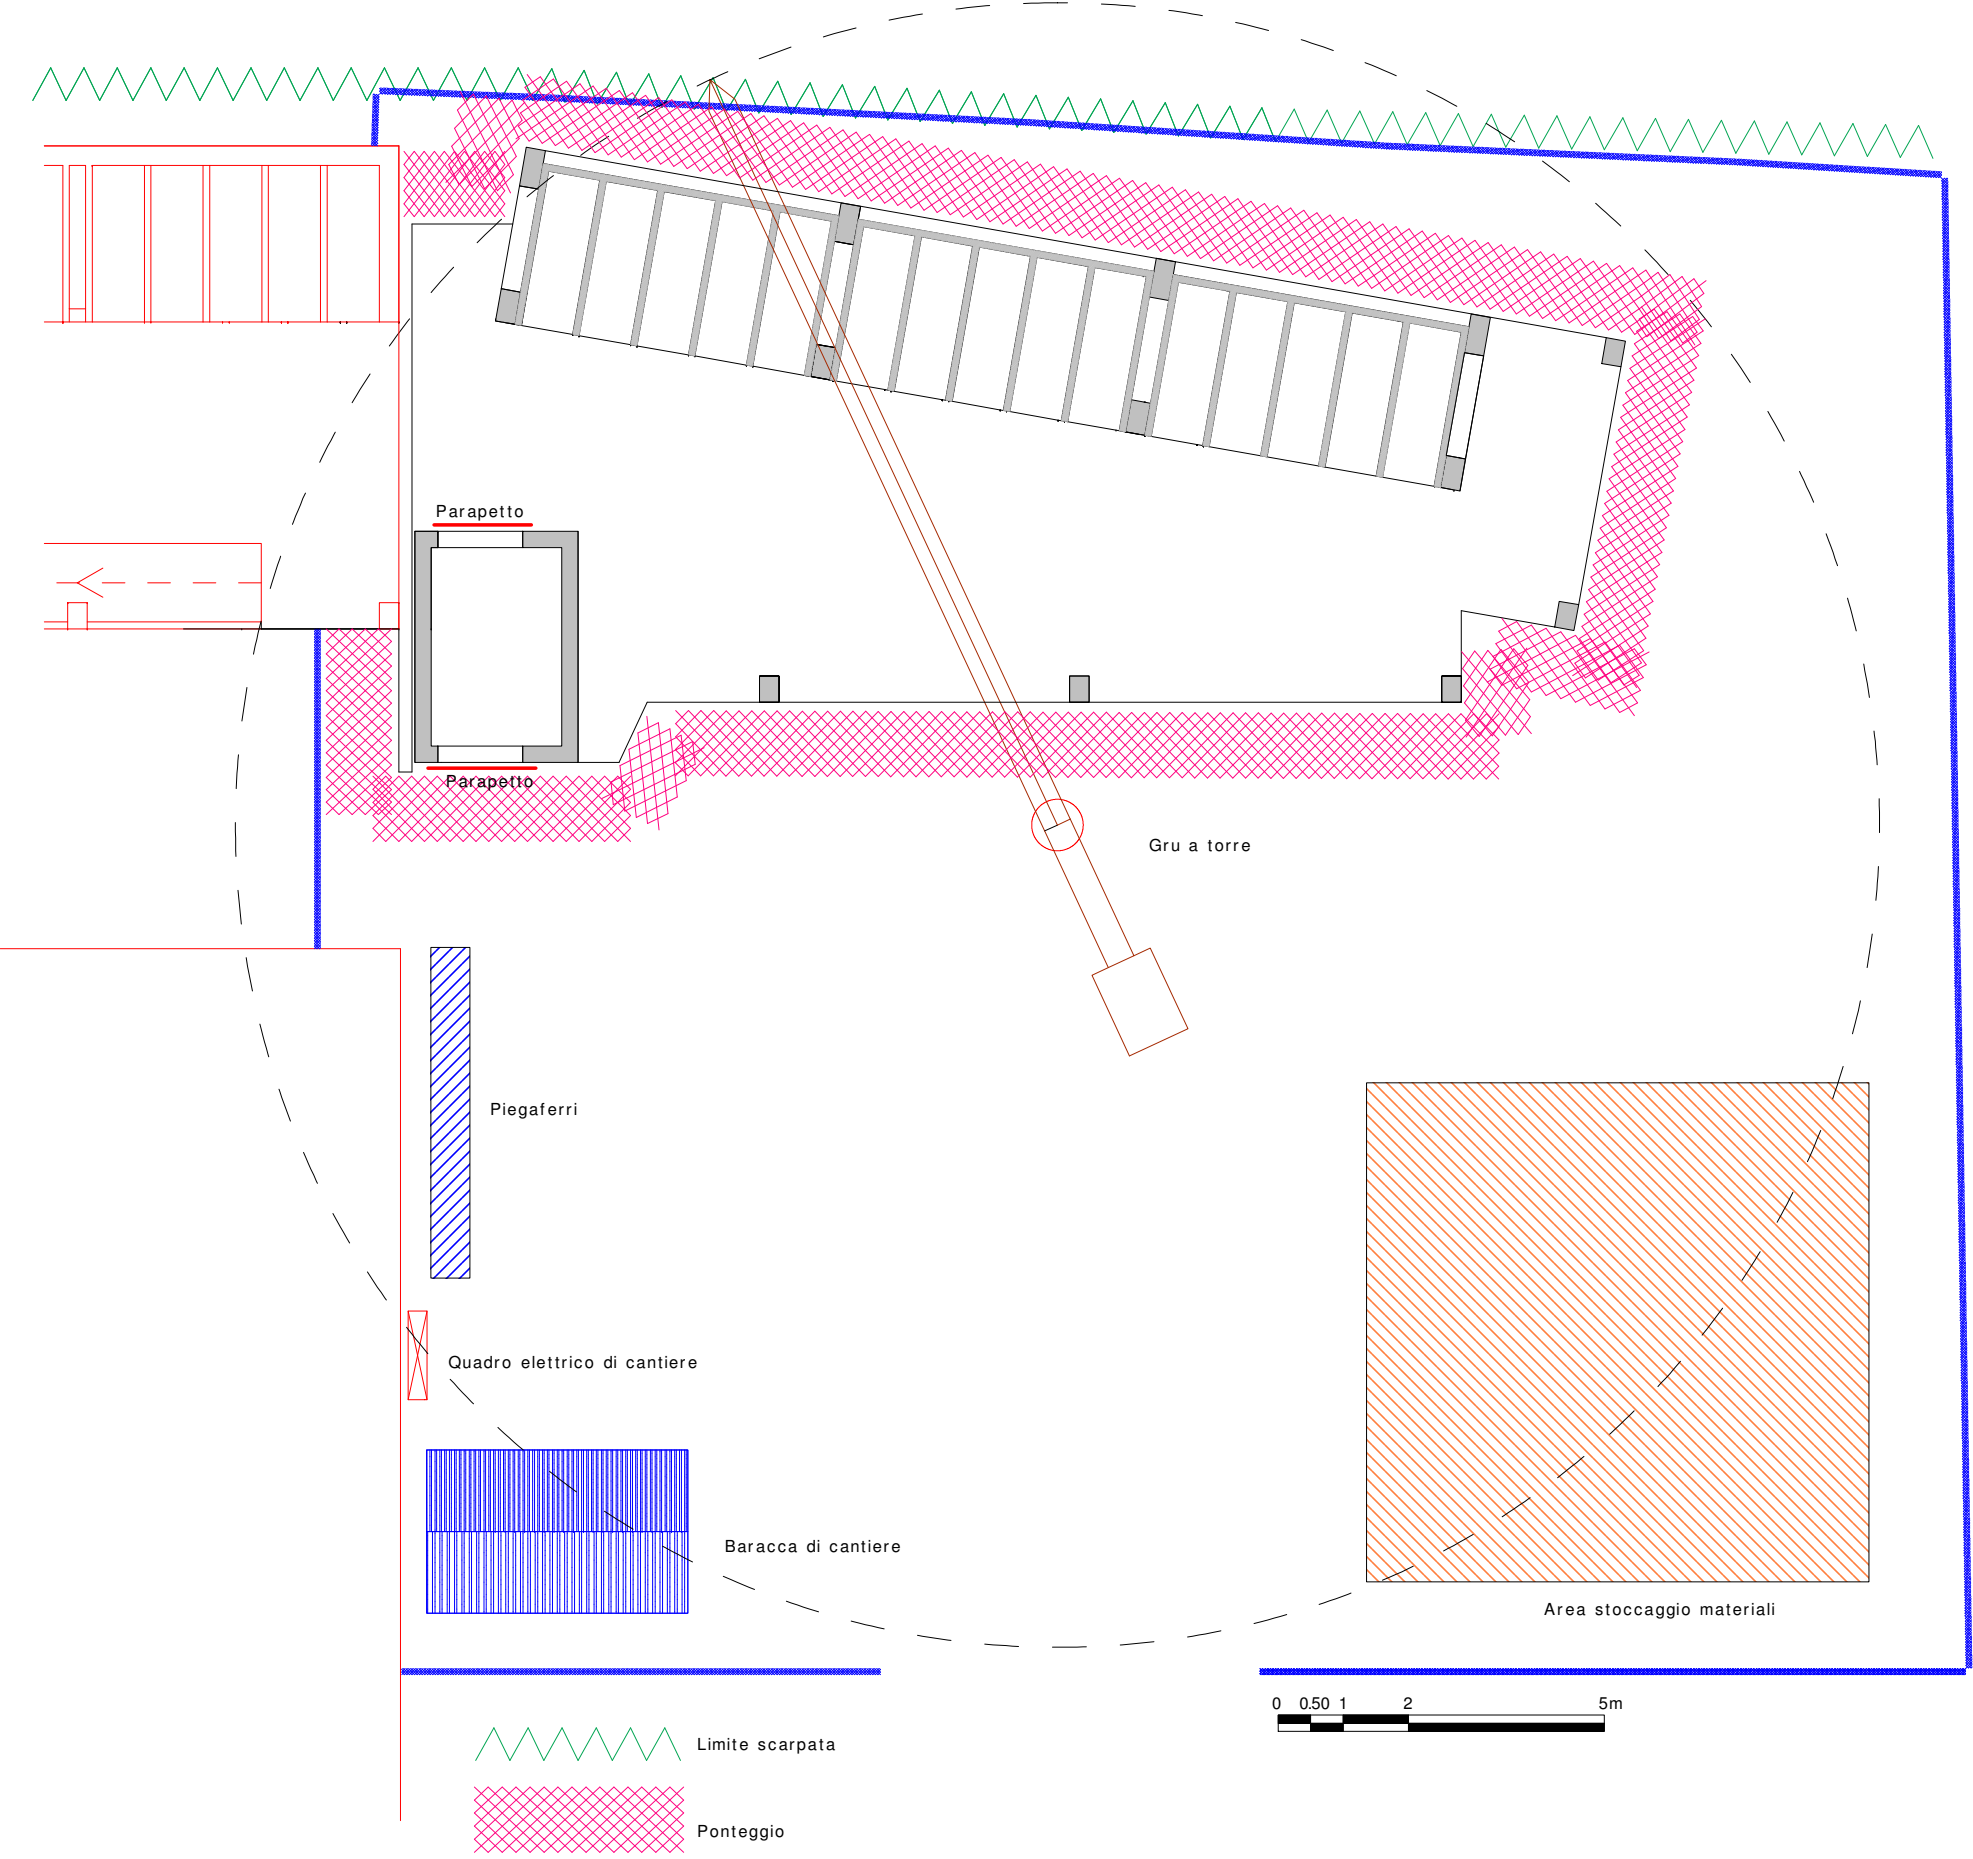 Parapetto
Parapetto
Gru a torre
Piegaferri
Quadro elettrico di cantiere
Baracca di cantiere
Area stoccaggio materiali
0 0.50 1 2 5m
Limite scarpata
Ponteggio